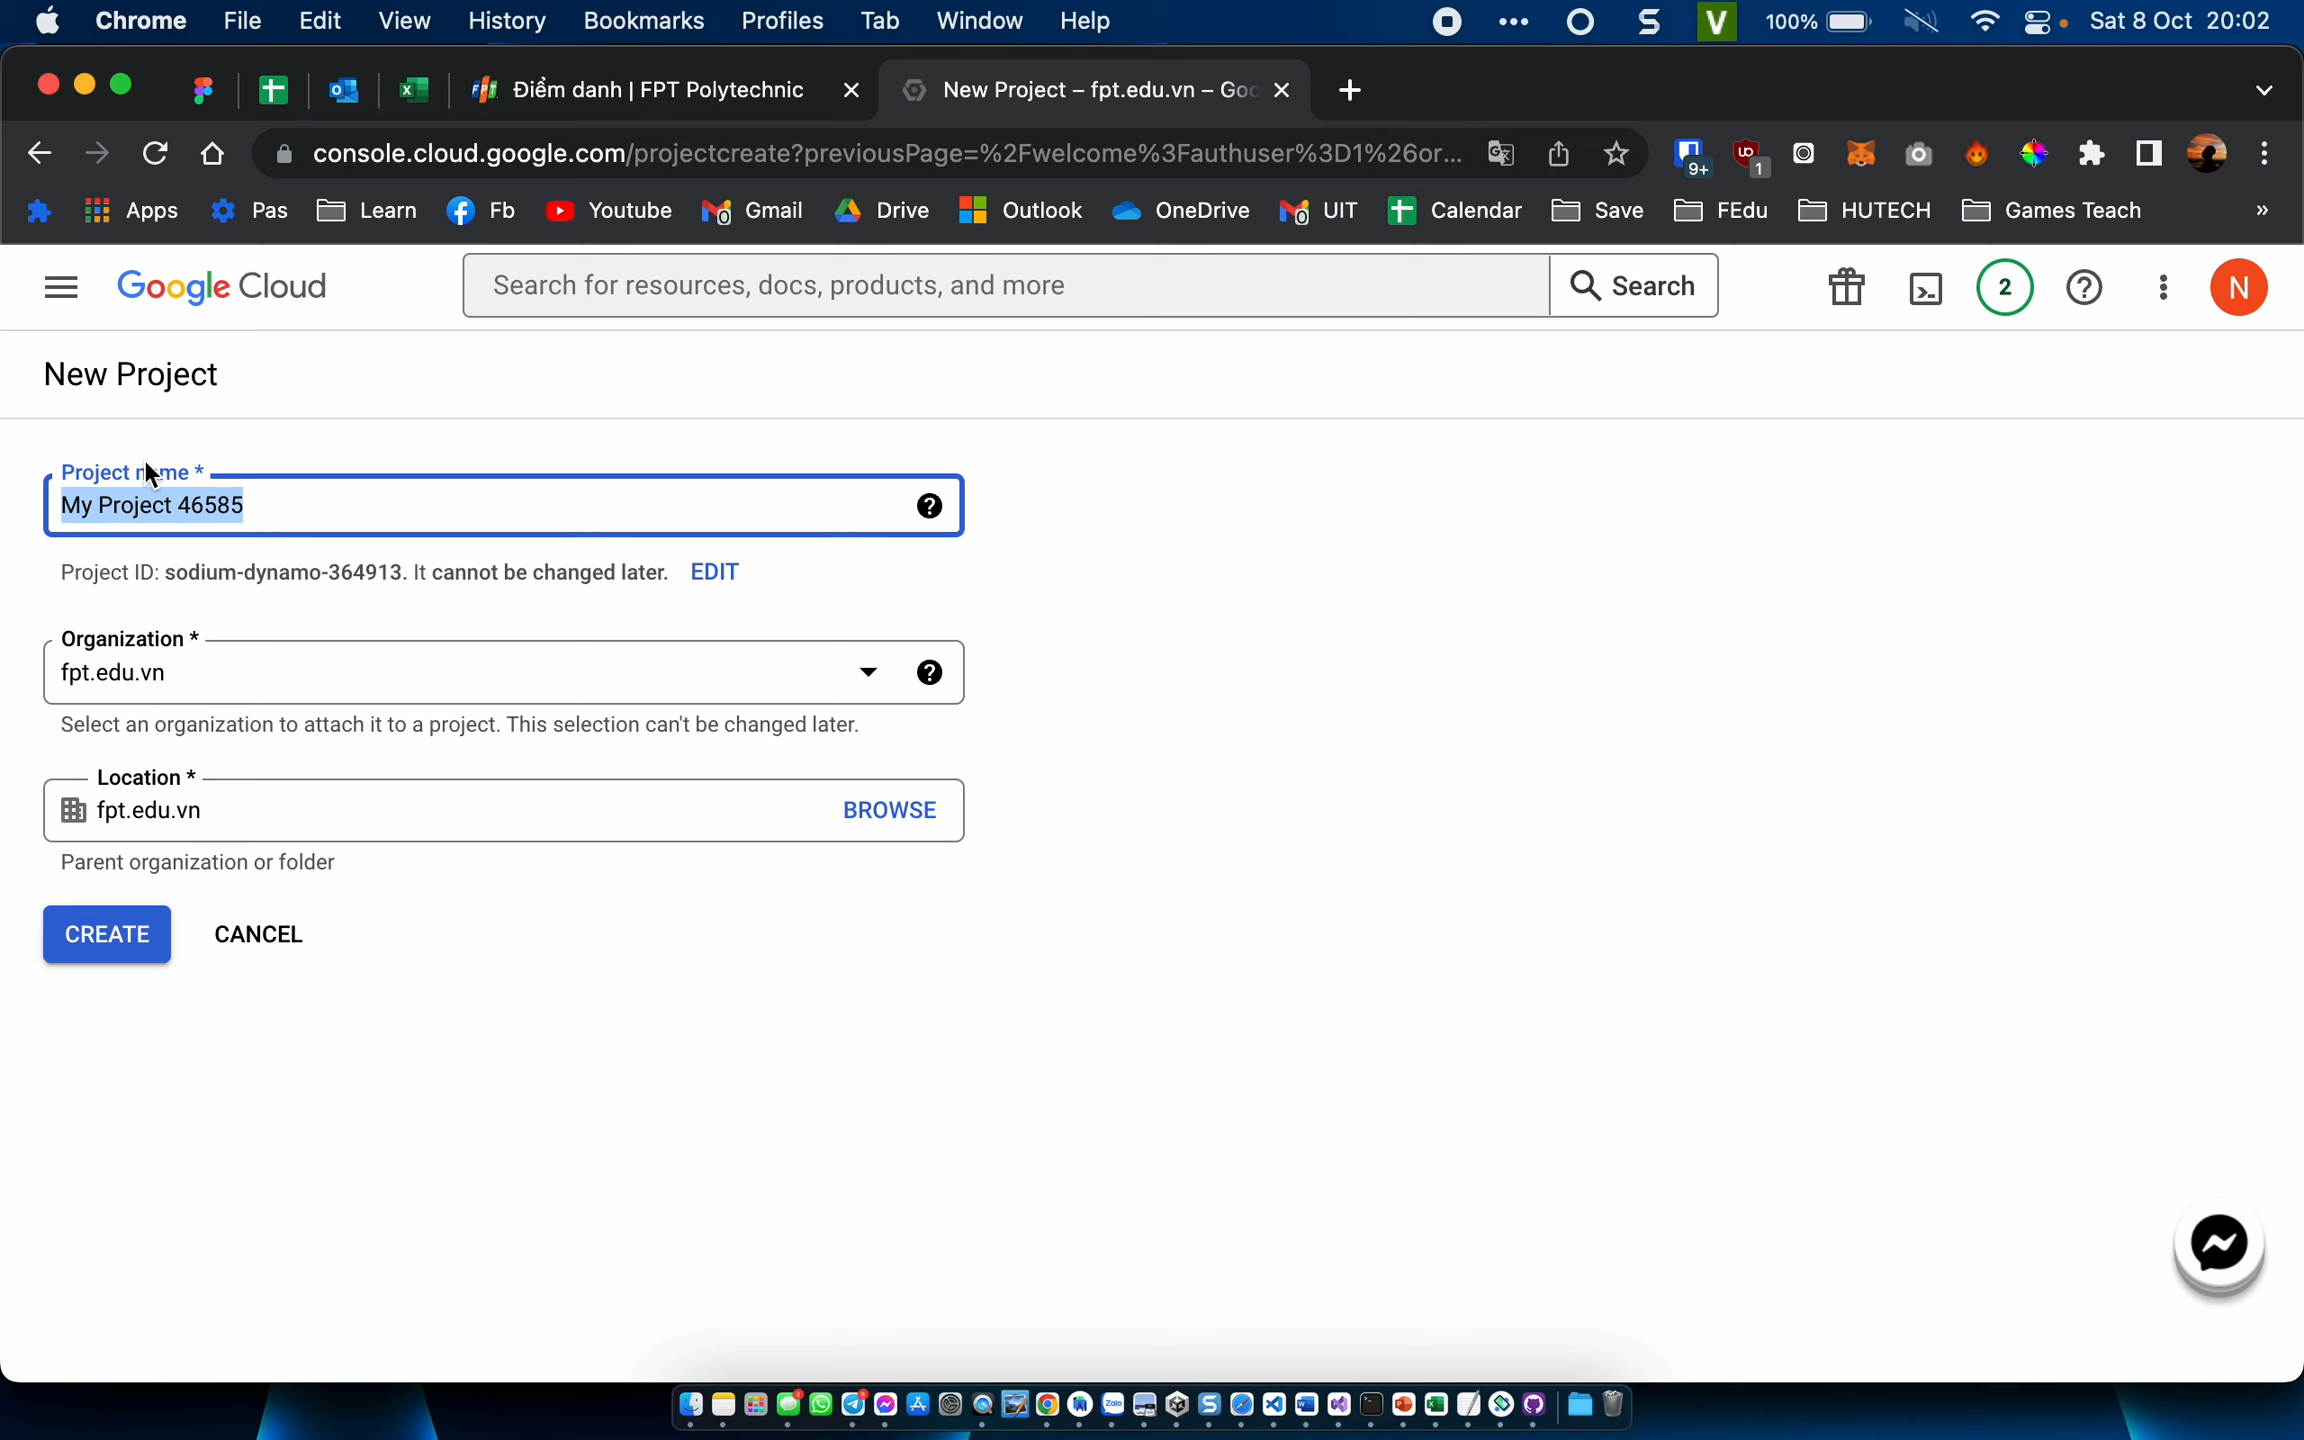 Chrome File Edit View History Bookmarks Profiles Tab Window Help S V 100% Sat 8 Oct 20:02
Điểm danh | FPT Polytechnic New Project – fpt.edu.vn – Goo
console.cloud.google.com/projectcreate?previousPage=%2Fwelcome%3Fauthuser%3D1%26or... 9+ 1
Apps Pas Learn Fb Youtube Gmail Drive Outlook OneDrive UIT Calendar Save FEdu HUTECH Games Teach »
Google Cloud Search for resources, docs, products, and more Search 2 N
New Project
Project name *
My Project 46585
Project ID: sodium-dynamo-364913. It cannot be changed later. EDIT
Organization *
fpt.edu.vn
Select an organization to attach it to a project. This selection can't be changed later.
Location *
fpt.edu.vn BROWSE
Parent organization or folder
CREATE CANCEL